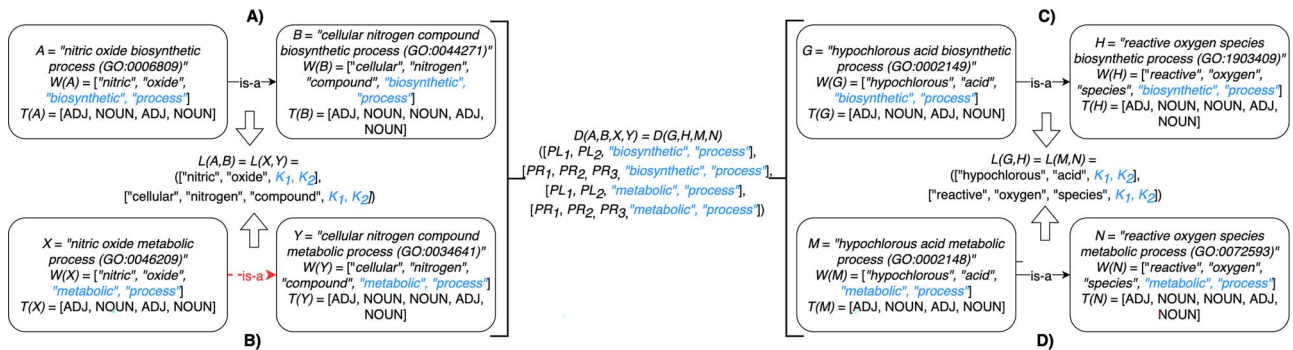 A)
A = "nitric oxide biosynthetic
process (GO:0006809)"
W(A) = ["nitric", "oxide",
"biosynthetic", "process"]
T(A) = [ADJ, NOUN, ADJ, NOUN]
is-a
B = "cellular nitrogen compound
biosynthetic process (GO:0044271)"
W(B) = ["cellular", "nitrogen",
"compound", "biosynthetic",
"process"]
T(B) = [ADJ, NOUN, NOUN, ADJ,
NOUN]
L(A,B) = L(X,Y) =
(["nitric", "oxide", K1, K2],
["cellular", "nitrogen", "compound", K1, K2])
X = "nitric oxide metabolic
process (GO:0046209)"
W(X) = ["nitric", "oxide",
"metabolic", "process"]
T(X) = [ADJ, NOUN, ADJ, NOUN]
is-a
Y = "cellular nitrogen compound
metabolic process (GO:0034641)"
W(Y) = ["cellular", "nitrogen",
"compound", "metabolic", "process"]
T(Y) = [ADJ, NOUN, NOUN, ADJ,
NOUN]
B)
D(A,B,X,Y) = D(G,H,M,N)
([PL1, PL2, "biosynthetic", "process"],
[PR1, PR2, PR3, "biosynthetic", "process"],
[PL1, PL2, "metabolic", "process"],
[PR1, PR2, PR3, "metabolic", "process"])
C)
G = "hypochlorous acid biosynthetic
process (GO:0002149)"
W(G) = ["hypochlorous", "acid",
"biosynthetic", "process"]
T(G) = [ADJ, NOUN, ADJ, NOUN]
is-a
H = "reactive oxygen species
biosynthetic process (GO:1903409)"
W(H) = ["reactive", "oxygen",
"species", "biosynthetic", "process"]
T(H) = [ADJ, NOUN, NOUN, ADJ,
NOUN]
L(G,H) = L(M,N) =
(["hypochlorous", "acid", K1, K2],
["reactive", "oxygen", "species", K1, K2])
M = "hypochlorous acid metabolic
process (GO:0002148)"
W(M) = ["hypochlorous", "acid",
"metabolic", "process"]
T(M) = [ADJ, NOUN, ADJ, NOUN]
is-a
N = "reactive oxygen species
metabolic process (GO:0072593)"
W(N) = ["reactive", "oxygen",
"species", "metabolic", "process"]
T(N) = [ADJ, NOUN, NOUN, ADJ,
NOUN]
D)